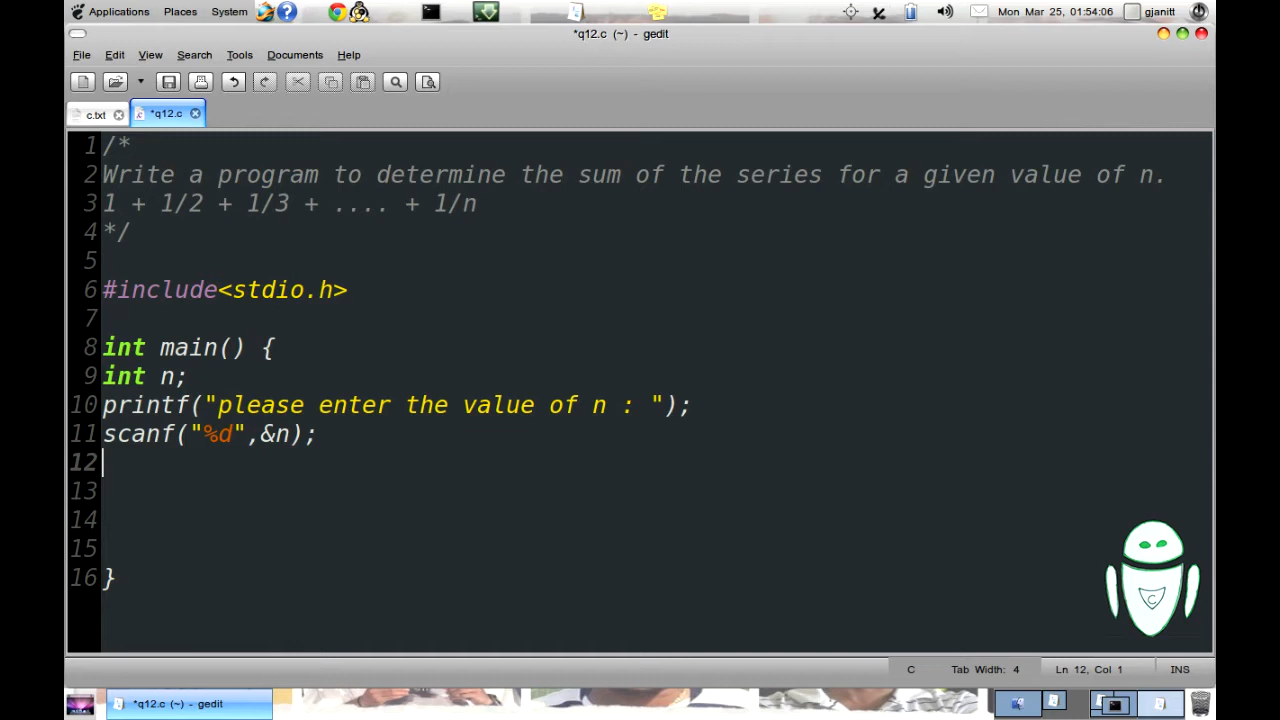 Applications Places System Mon Mar 25, 01:54:06 gjanitt
*q12.c (~) - gedit
File Edit View Search Tools Documents Help
c.txt *q12.c
1 /*
2 Write a program to determine the sum of the series for a given value of n.
3 1 + 1/2 + 1/3 + .... + 1/n
4 */
5
6 #include<stdio.h>
7
8 int main() {
9 int n;
10 printf("please enter the value of n : ");
11 scanf("%d",&n);
12
13
14
15
16 }
C
C Tab Width: 4 Ln 12, Col 1 INS
*q12.c (~) - gedit